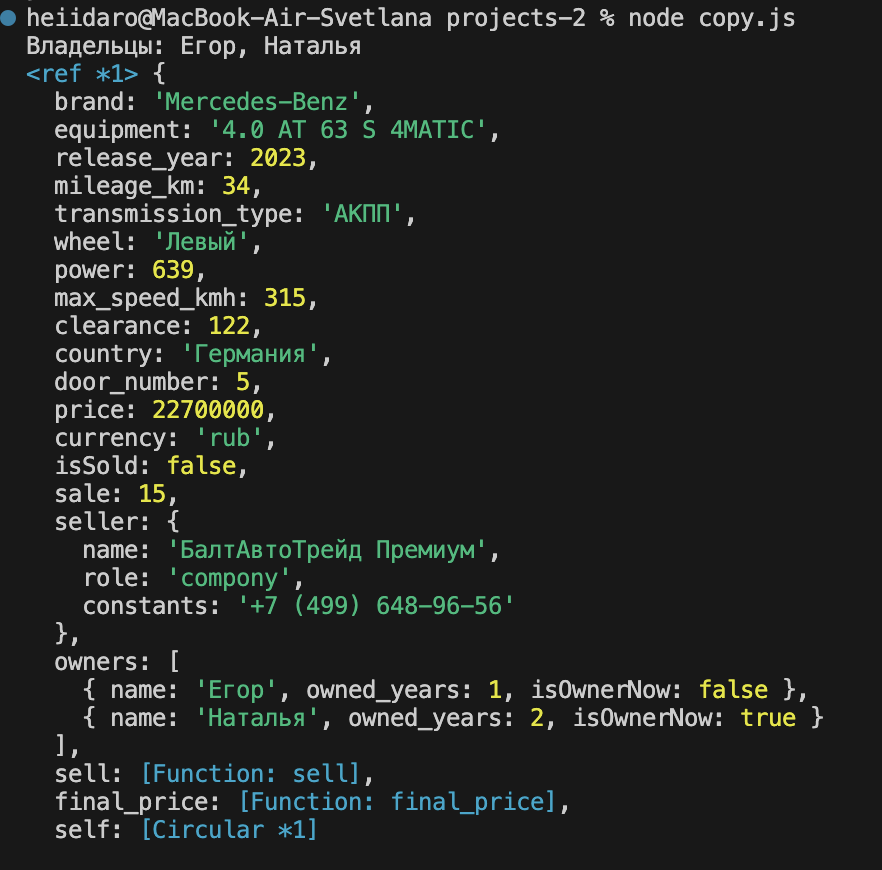 heiidaro@MacBook-Air-Svetlana projects-2 % node copy.js
Владельцы: Егор, Наталья
<ref *1> {
  brand: 'Mercedes-Benz',
  equipment: '4.0 AT 63 S 4MATIC',
  release_year: 2023,
  mileage_km: 34,
  transmission_type: 'АКПП',
  wheel: 'Левый',
  power: 639,
  max_speed_kmh: 315,
  clearance: 122,
  country: 'Германия',
  door_number: 5,
  price: 22700000,
  currency: 'rub',
  isSold: false,
  sale: 15,
  seller: {
    name: 'БалтАвтоТрейд Премиум',
    role: 'compony',
    constants: '+7 (499) 648-96-56'
  },
  owners: [
    { name: 'Егор', owned_years: 1, isOwnerNow: false },
    { name: 'Наталья', owned_years: 2, isOwnerNow: true }
  ],
  sell: [Function: sell],
  final_price: [Function: final_price],
  self: [Circular *1]